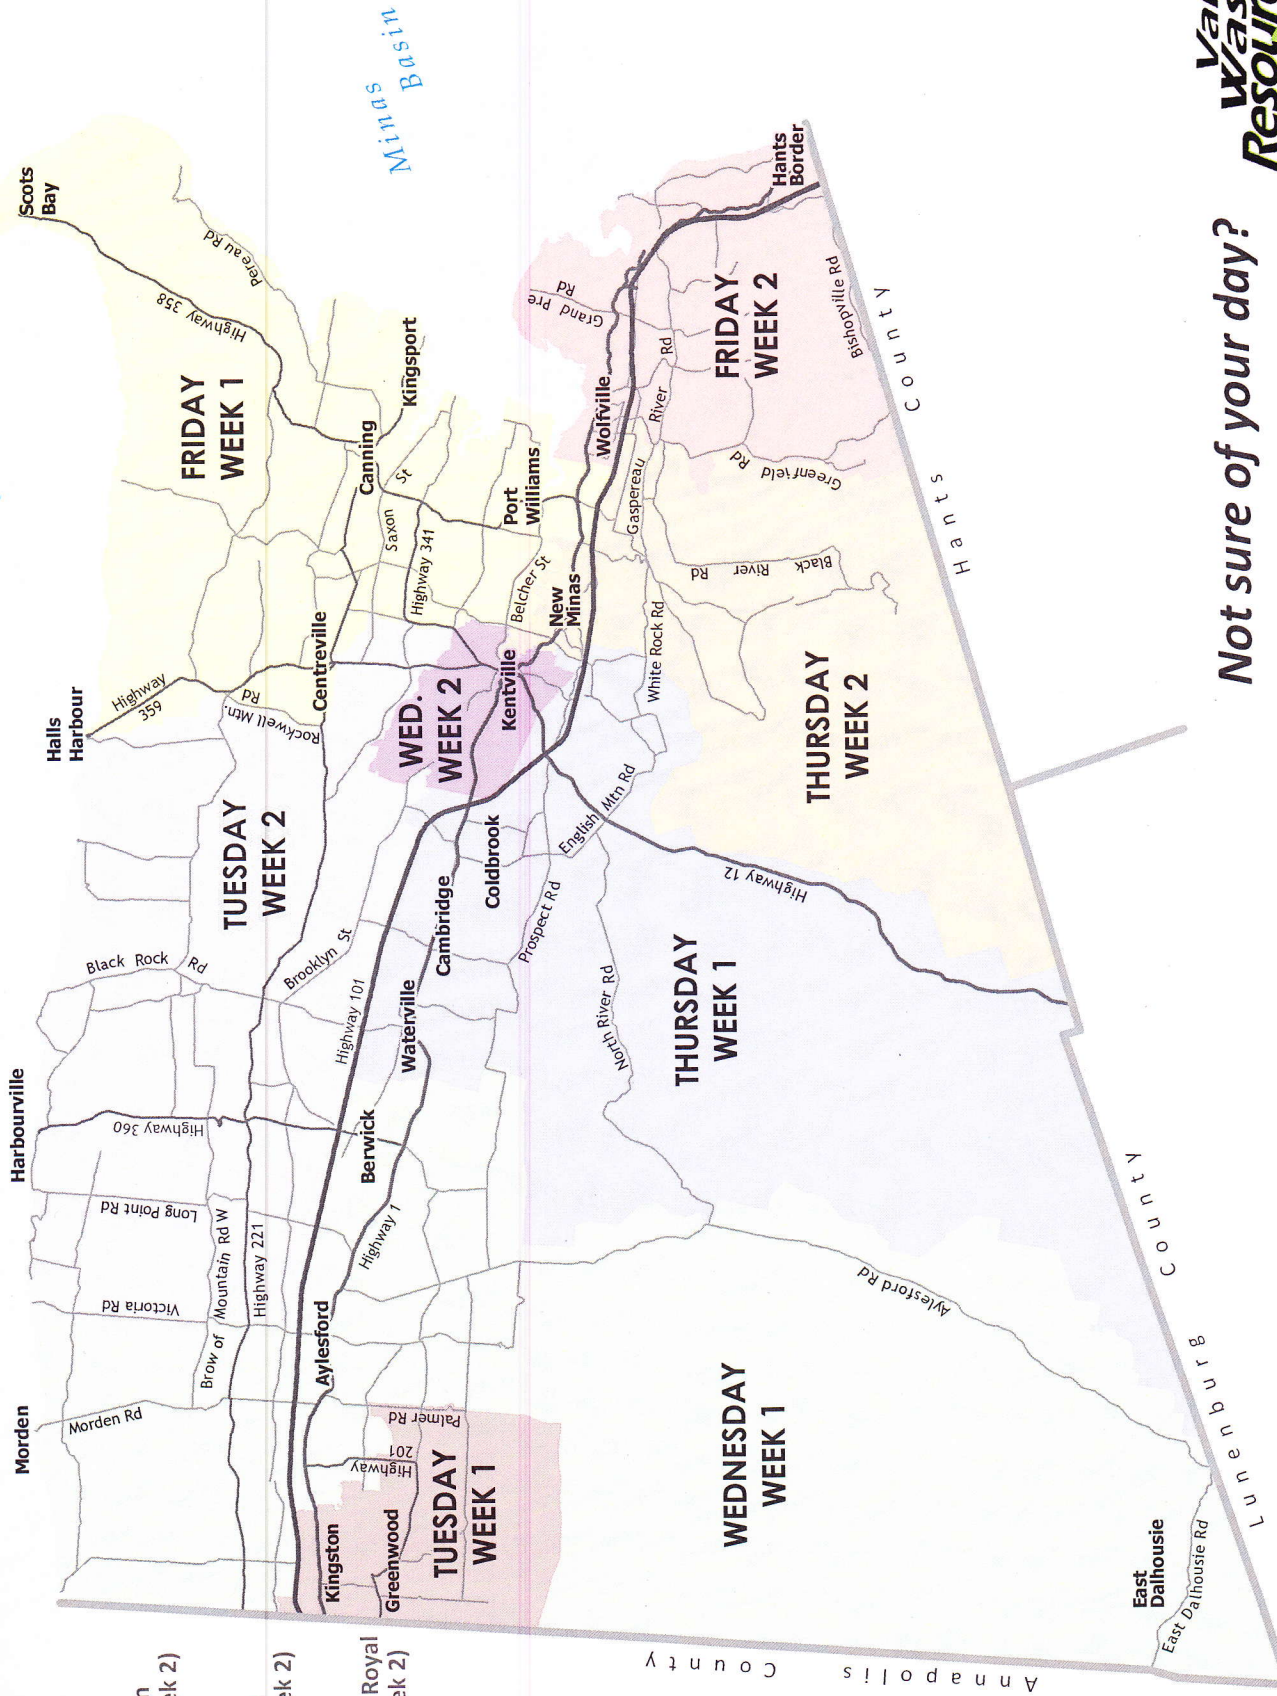 Scots
Bay
Minas
Basin
Pereau Rd
Highway 358
FRIDAY
WEEK 1
Kingsport
Canning
Saxon St
Highway 341
Port
Williams
Belcher St
New
Minas
Grand Pre Rd
Wolfville
Hants
Border
FRIDAY
WEEK 2
Gaspereau River Rd
Greenfield Rd
Bishopville Rd
Hants County
Black River Rd
White Rock Rd
THURSDAY
WEEK 2
Halls
Harbour
Highway
359
Rockwell Mtn. Rd
Centreville
WED.
WEEK 2
Kentville
TUESDAY
WEEK 2
Black Rock Rd
Brooklyn St
Highway 101
Coldbrook
Cambridge
Waterville
Prospect Rd
English Mtn Rd
Highway 12
North River Rd
THURSDAY
WEEK 1
Harbourville
Highway 360
Berwick
Long Point Rd
Victoria Rd
Brow of Mountain Rd W
Highway 221
Highway 1
Aylesford
Aylesford Rd
Morden
Morden Rd
Palmer Rd
Highway
201
Kingston
Greenwood
TUESDAY
WEEK 1
WEDNESDAY
WEEK 1
East
Dalhousie
East Dalhousie Rd
Lunenburg County
Annapolis County
ek 2)
ek 2)
Royal
ek 2)
Not sure of your day?